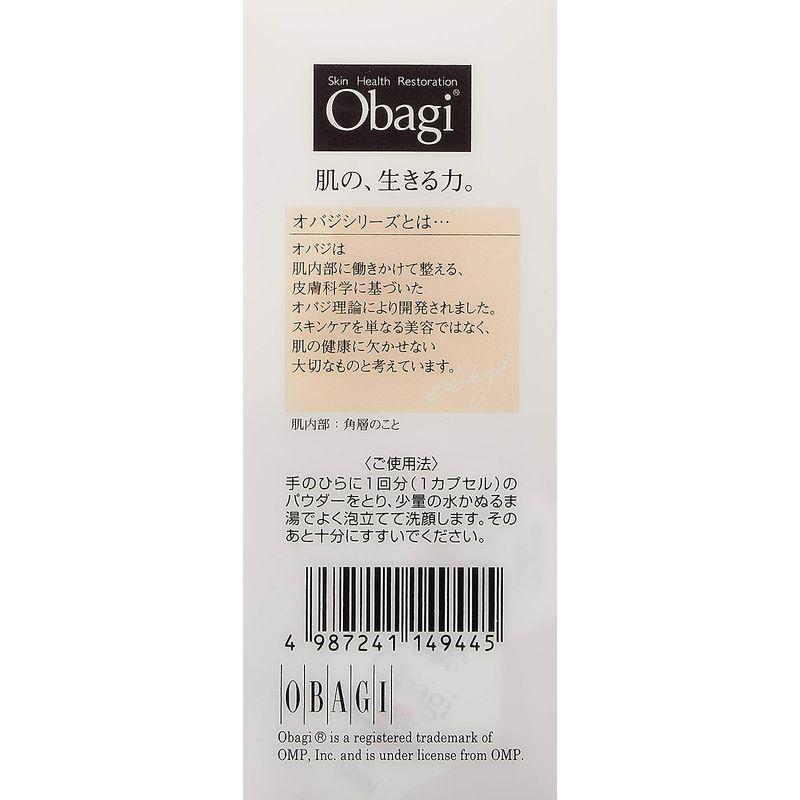 Skin Health Restoration
Obagi®
肌の、生きる力。
オバジシリーズとは…
オバジは
肌内部に働きかけて整える、
皮膚科学に基づいた
オバジ理論により開発されました。
スキンケアを単なる美容ではなく、
肌の健康に欠かせない
大切なものと考えています。
Obagi
肌内部：角層のこと
〈ご使用法〉
手のひらに1回分(1カプセル)の
パウダーをとり、少量の水かぬるま
湯でよく泡立てて洗顔します。その
あと十分にすすいでください。
4 987241 149445
OBAGI
Obagi ® is a registered trademark of
OMP, Inc. and is under license from OMP.